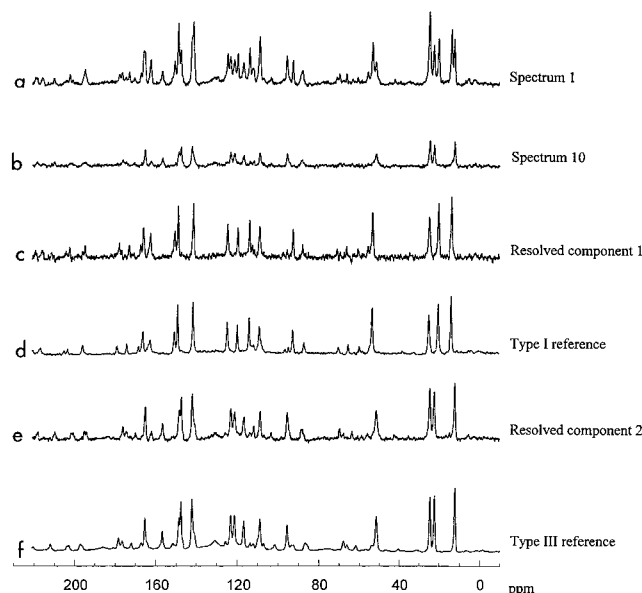 a Spectrum 1
b Spectrum 10
c Resolved component 1
d Type I reference
e Resolved component 2
f Type III reference
200 160 120 80 40 0 ppm